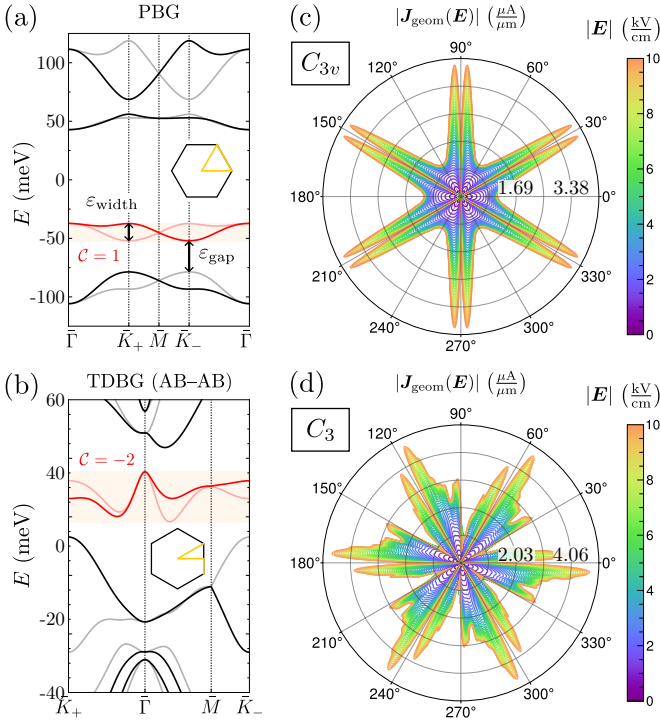 (a)
PBG
E (meV)
100
50
0
-50
-100
ε_width
C = 1
ε_gap
Γ̄
K̄₊
M̄
K̄₋
Γ̄
(b)
TDBG (AB–AB)
E (meV)
60
40
20
0
-20
-40
C = −2
K̄₊
Γ̄
M̄
K̄₋
(c)
|J_geom(E)| (μA/μm)
C_3v
|E| (kV/cm)
90°
120°
60°
150°
30°
180°
1.69
3.38
0°
210°
330°
240°
300°
270°
10
8
6
4
2
0
(d)
|J_geom(E)| (μA/μm)
C_3
|E| (kV/cm)
90°
120°
60°
150°
30°
180°
2.03
4.06
0°
210°
330°
240°
300°
270°
10
8
6
4
2
0